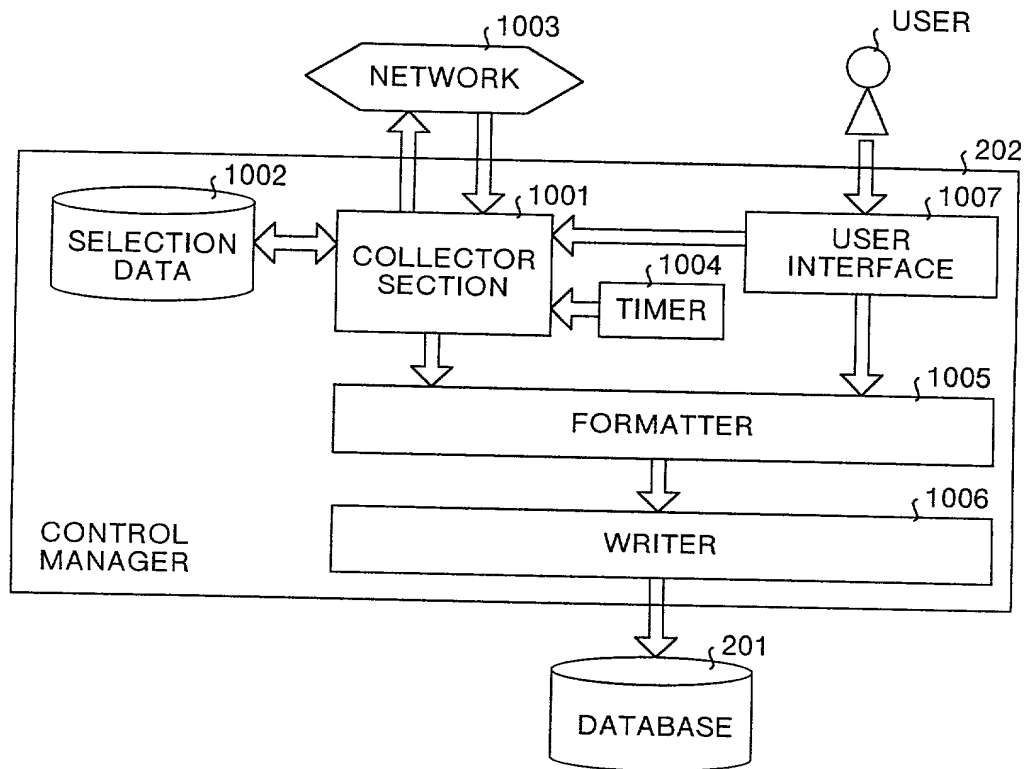 USER
1003
NETWORK
202
1002
1001
1007
SELECTION
DATA
COLLECTOR
SECTION
USER
INTERFACE
1004
TIMER
1005
FORMATTER
1006
WRITER
CONTROL
MANAGER
201
DATABASE